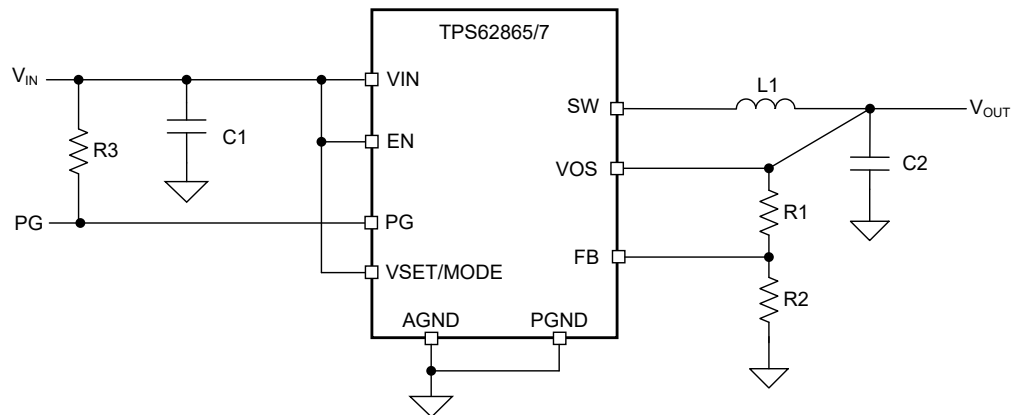 TPS62865/7
VIN
VIN
SW
L1
VOUT
R3
C1
EN
VOS
C2
R1
PG
PG
FB
VSET/MODE
R2
AGND
PGND